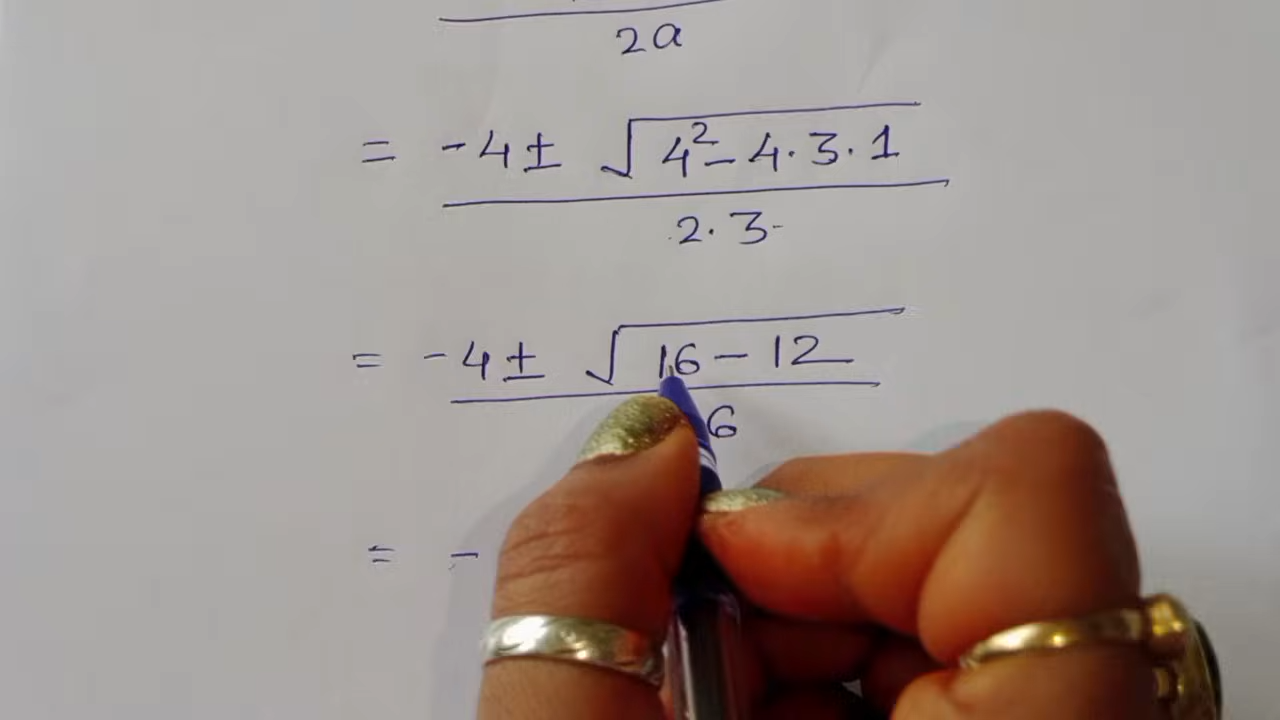 2a
= -4 ± √4² - 4·3·1
2·3
= -4 ± √16 - 12
6
= -